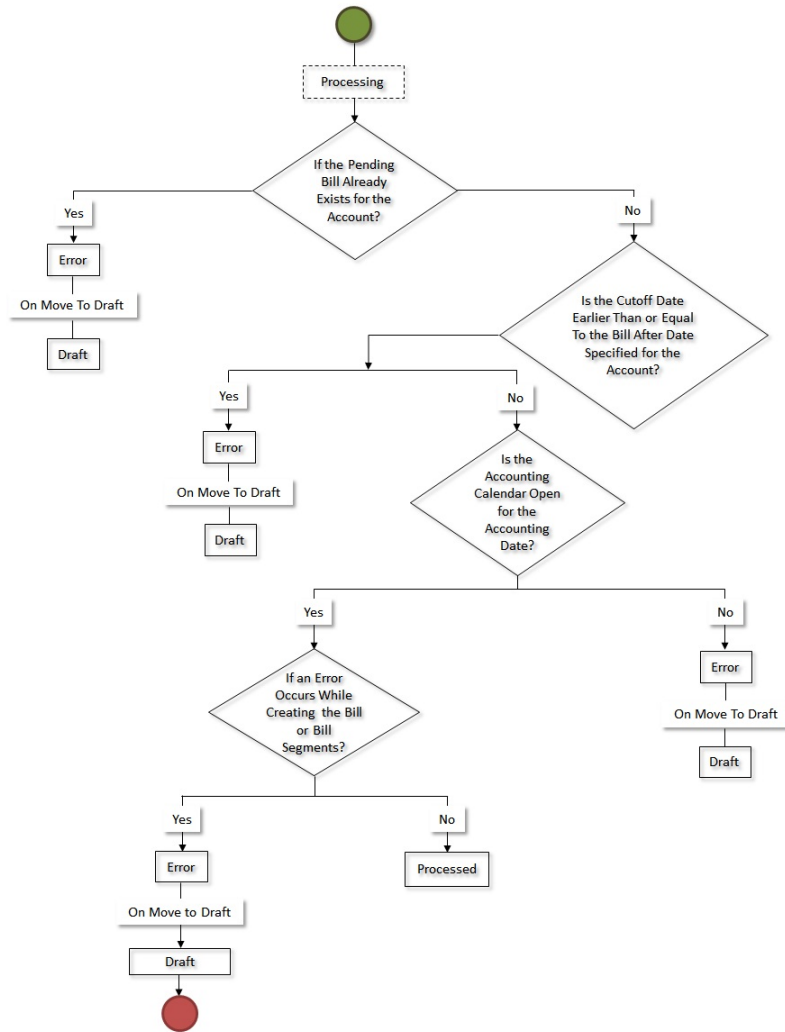 Processing
If the Pending
Bill Already
Exists for the
Account?
Yes
No
Error
On Move To Draft
Draft
Is the Cutoff Date
Earlier Than or Equal
To the Bill After Date
Specified for the
Account?
Yes
No
Error
On Move To Draft
Draft
Is the
Accounting
Calendar Open
for the
Accounting
Date?
Yes
No
If an Error
Occurs While
Creating the Bill
or Bill
Segments?
Error
On Move To Draft
Draft
Yes
No
Error
Processed
On Move to Draft
Draft